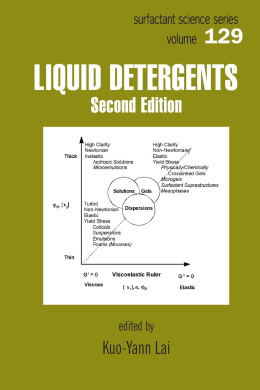 surfactant science series
volume 129
LIQUID DETERGENTS
Second Edition
High Clarity
Newtonian
Inelastic
Isotropic Solutions
Microemulsions
High Clarity
Non-Newtonian
Elastic
Yield Stress
Physically/Chemically
Crosslinked Gels
Microgels
Surfactant Suprastructures
Mesophases
Thick
Solutions
Gels
Dispersions
Turbid
Non-Newtonian
Elastic
Yield Stress
Colloids
Suspensions
Emulsions
Foams (Mousses)
Thin
G' = 0
Viscoelastic Ruler
G" = 0
Viscous
Elastic
edited by
Kuo-Yann Lai